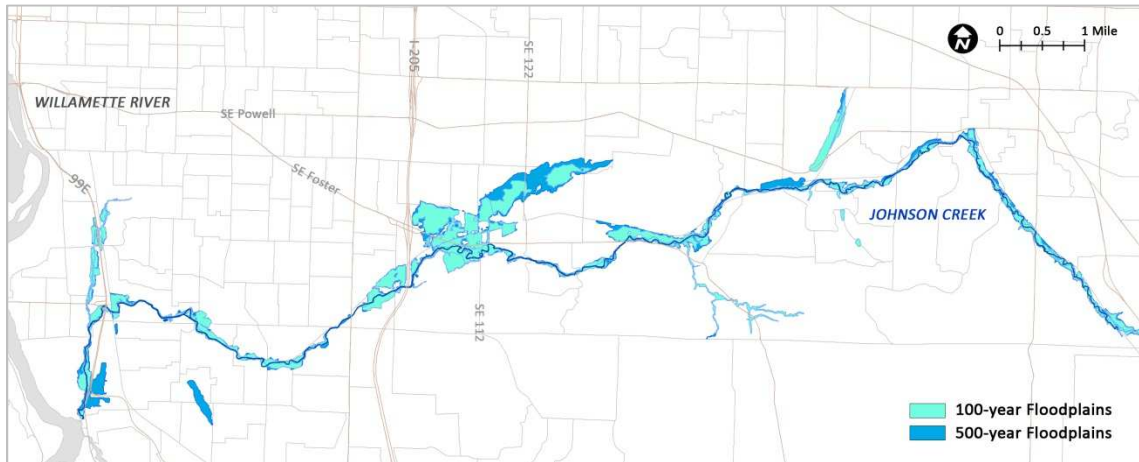 SE 122
I-205
N
0 0.5 1 Mile
WILLAMETTE RIVER
SE Powell
SE Foster
99E
JOHNSON CREEK
SE 112
100-year Floodplains
500-year Floodplains